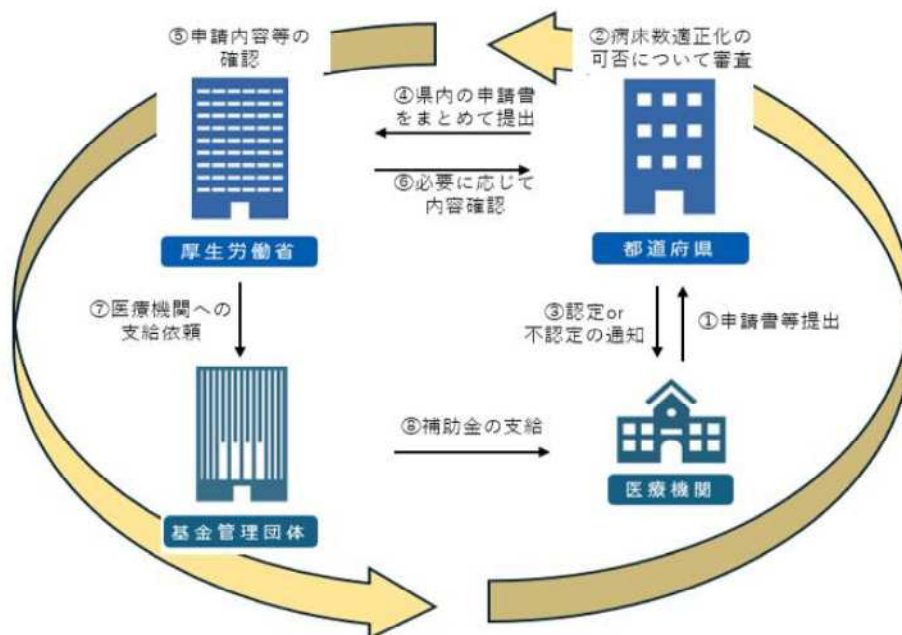 ⑤申請内容等の
確認
②病床数適正化の
可否について審査
④県内の申請書
をまとめて提出
⑥必要に応じて
内容確認
厚生労働省
都道府県
⑦医療機関への
支給依頼
③認定or
不認定の通知
①申請書等提出
⑧補助金の支給
基金管理団体
医療機関